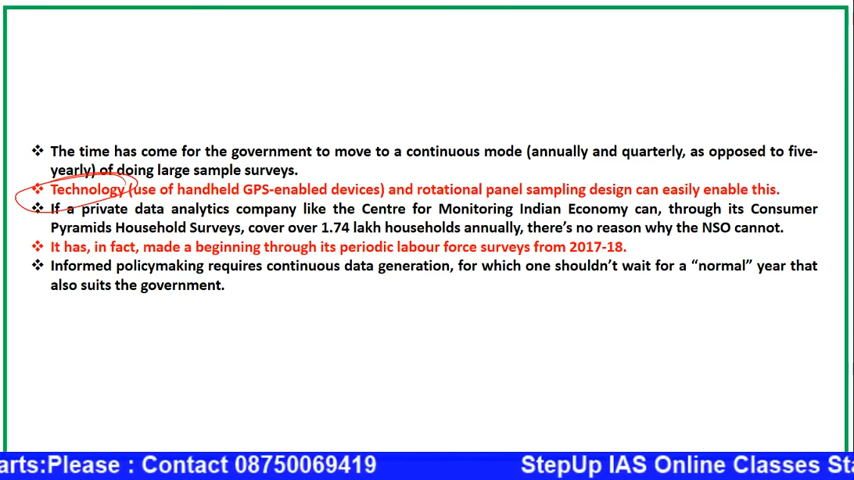 ❖ The time has come for the government to move to a continuous mode (annually and quarterly, as opposed to five-
yearly) of doing large sample surveys.
❖ Technology (use of handheld GPS-enabled devices) and rotational panel sampling design can easily enable this.
❖ If a private data analytics company like the Centre for Monitoring Indian Economy can, through its Consumer
Pyramids Household Surveys, cover over 1.74 lakh households annually, there's no reason why the NSO cannot.
❖ It has, in fact, made a beginning through its periodic labour force surveys from 2017-18.
❖ Informed policymaking requires continuous data generation, for which one shouldn't wait for a “normal” year that
also suits the government.
arts:Please : Contact 08750069419 StepUp IAS Online Classes Sta